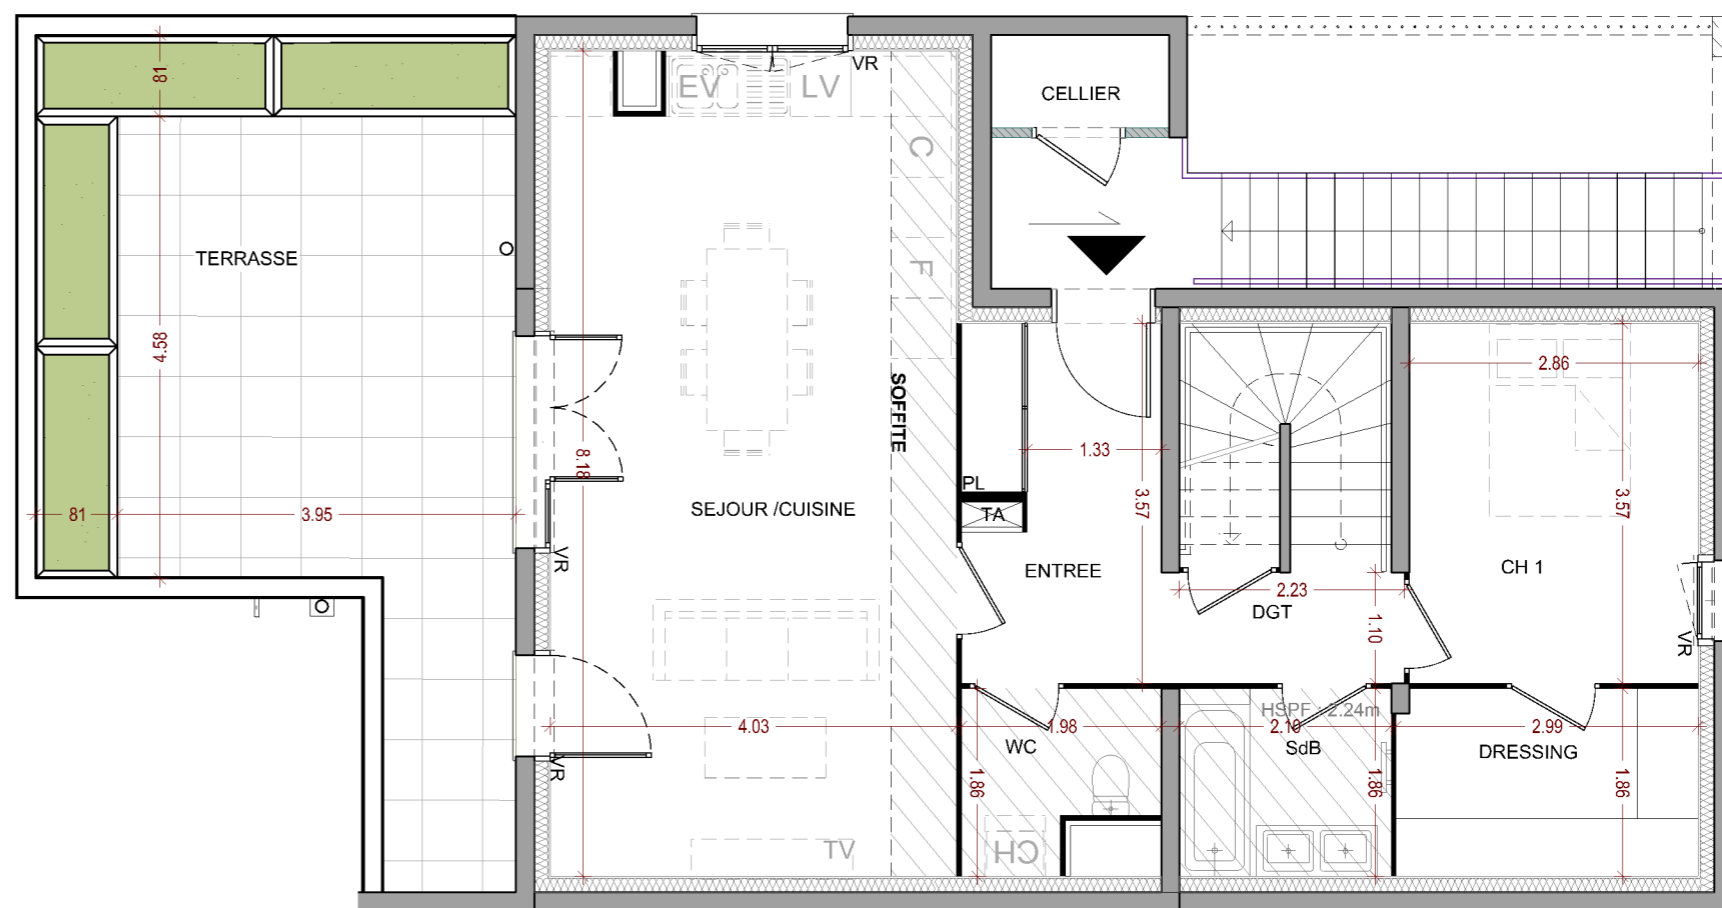 VR
81
EV
LV
CELLIER
C
TERRASSE
F
4.58
2.86
SOFFITE
1.33
8.18
PL
3.57
3.57
81
3.95
SEJOUR /CUISINE
TA
VR
ENTREE
CH 1
2.23
DGT
1.10
VR
HSPF : 2.24m
4.03
1.98
2.10
2.99
WC
SdB
DRESSING
VR
1.86
1.86
1.86
TV
CH